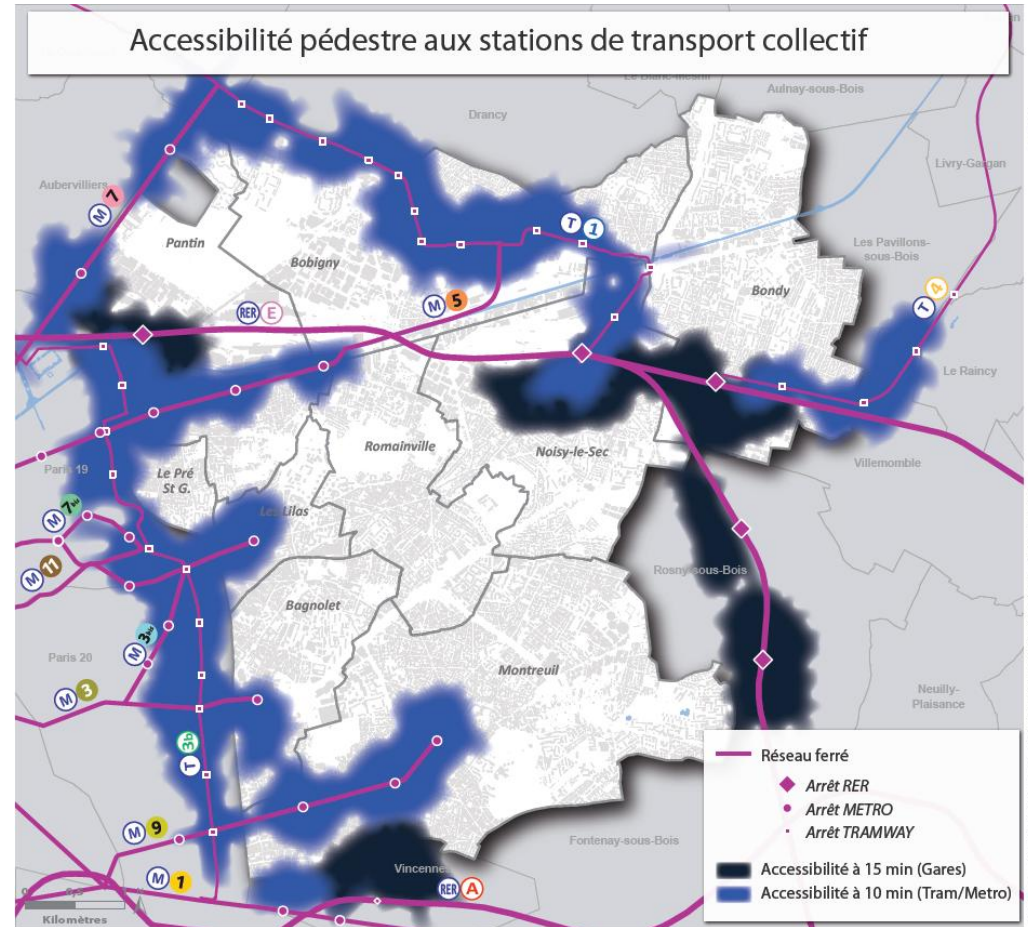 Accessibilité pédestre aux stations de transport collectif
Aulnay-sous-Bois
Drancy
Livry-Gargan
Aubervilliers
M 7
T 1
Pantin
Les Pavillons-
sous-Bois
Bobigny
Bondy
RER E
M 5
T 4
Le Raincy
Romainville
Noisy-le-Sec
Paris 19
Le Pré
St G.
Villemomble
M 7bis
Les Lilas
M 11
Rosny-sous-Bois
Bagnolet
M 3bis
Paris 20
Montreuil
M 3
Neuilly-
Plaisance
T 3b
Réseau ferré
Arrêt RER
Arrêt METRO
Arrêt TRAMWAY
M 9
Fontenay-sous-Bois
Vincenne
Accessibilité à 15 min (Gares)
M 1
RER A
Accessibilité à 10 min (Tram/Metro)
0 0,5
Kilomètres